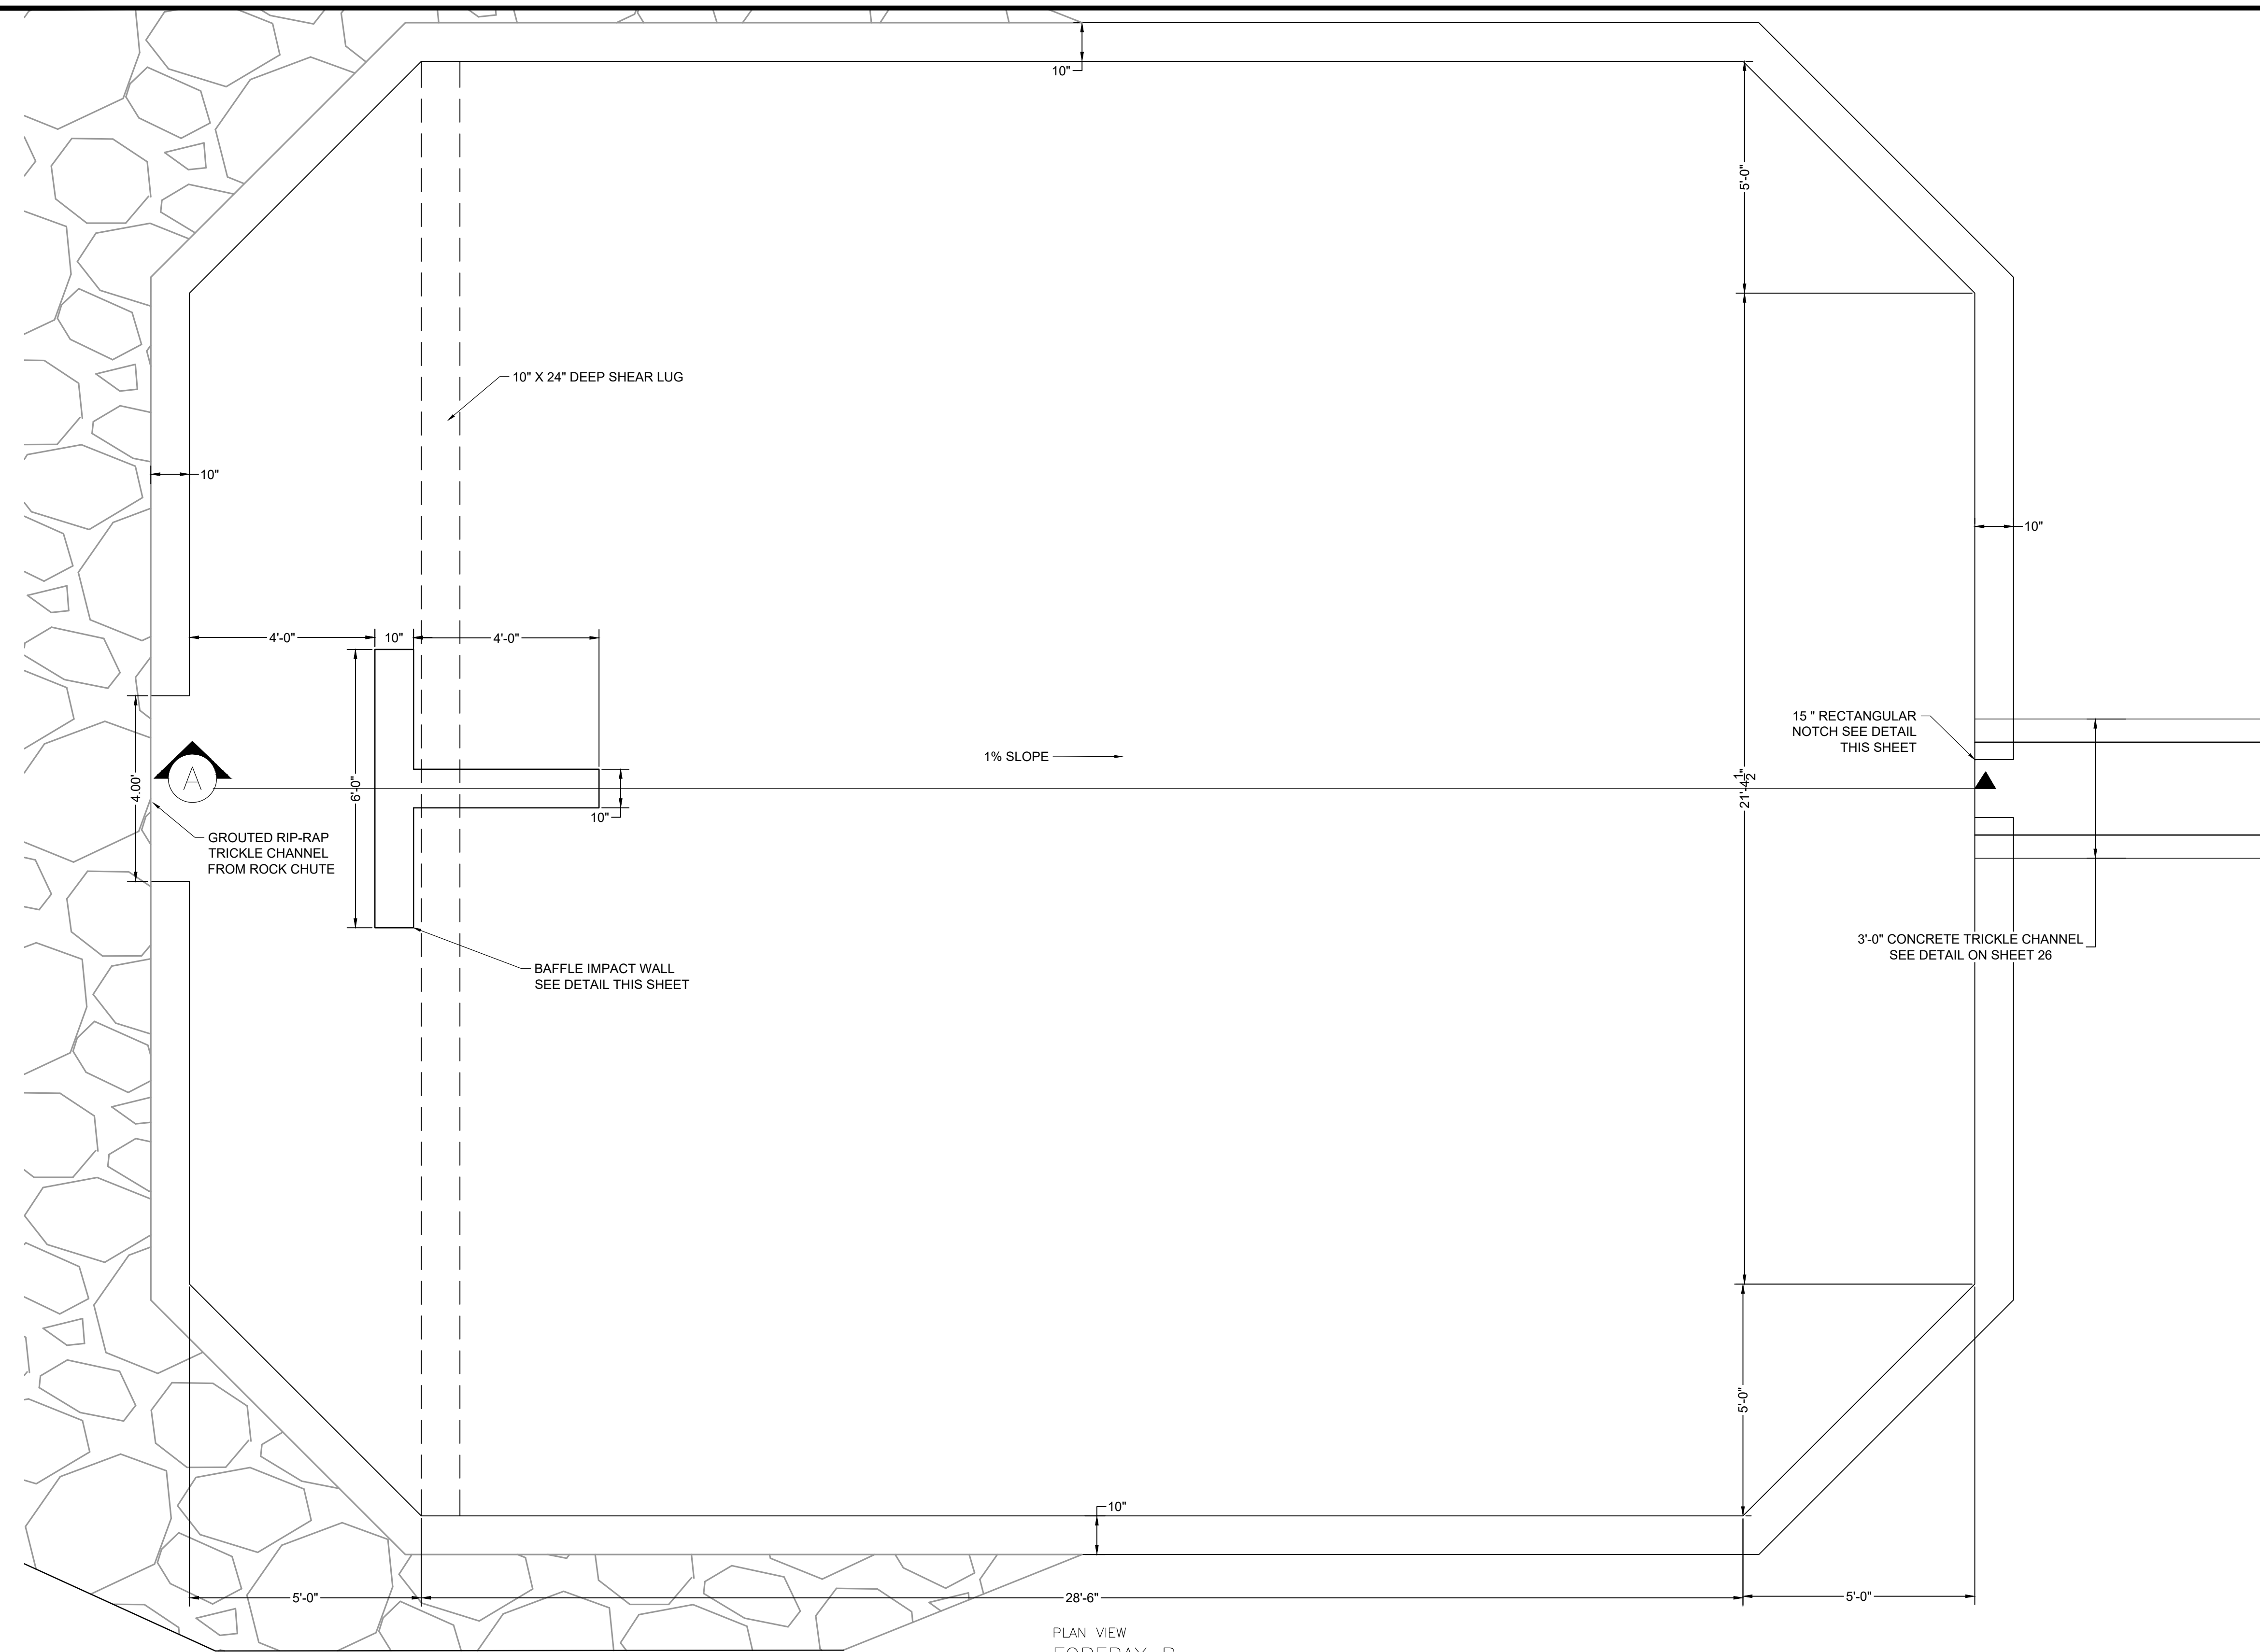 10"
5'-0"
10" X 24" DEEP SHEAR LUG
10"
10"
4'-0"
10"
4'-0"
15 " RECTANGULAR
NOTCH SEE DETAIL
THIS SHEET
1% SLOPE
A
4.00'
6'-0"
21'-4 1/2"
10"
GROUTED RIP-RAP
TRICKLE CHANNEL
FROM ROCK CHUTE
3'-0" CONCRETE TRICKLE CHANNEL
SEE DETAIL ON SHEET 26
BAFFLE IMPACT WALL
SEE DETAIL THIS SHEET
5'-0"
10"
5'-0"
28'-6"
5'-0"
PLAN VIEW